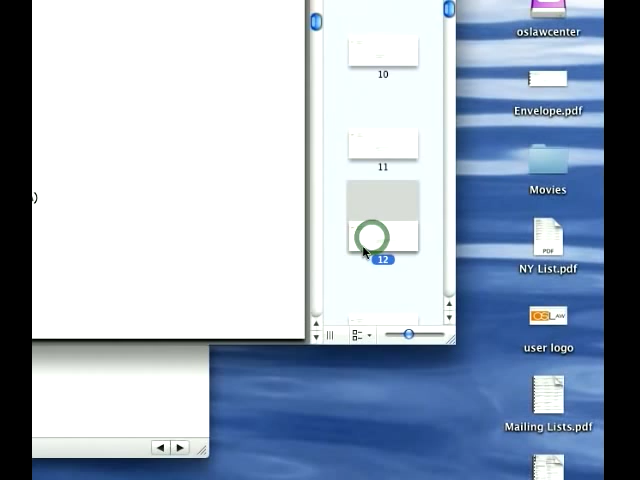 oslawcenter
10
Envelope.pdf
11
Movies
12
PDF
NY List.pdf
OSLAW
user logo
Mailing Lists.pdf